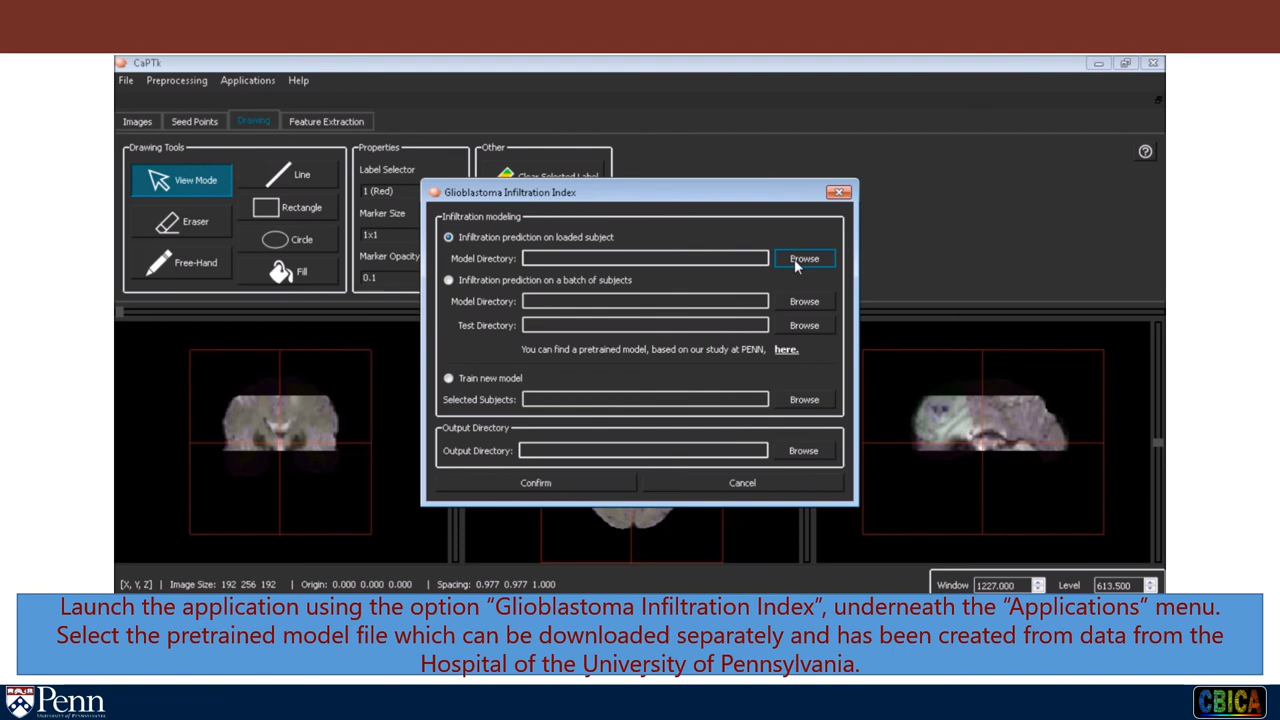 CaPTk
File Preprocessing Applications Help
Images Seed Points Drawing Feature Extraction
Drawing Tools
View Mode
Line
Eraser
Rectangle
Circle
Free-Hand
Fill
Properties
Label Selector
1 (Red)
Marker Size
1x1
Marker Opacity
0.1
Other
Clear Selected Label
Glioblastoma Infiltration Index
Infiltration modeling
Infiltration prediction on loaded subject
Model Directory: Browse
Infiltration prediction on a batch of subjects
Model Directory: Browse
Test Directory: Browse
You can find a pretrained model, based on our study at PENN, here.
Train new model
Selected Subjects: Browse
Output Directory
Output Directory: Browse
Confirm Cancel
[X, Y, Z] | Image Size: 192 256 192 | Origin: 0.000 0.000 0.000 | Spacing: 0.977 0.977 1.000
Window 1227.000 Level 613.500
Launch the application using the option “Glioblastoma Infiltration Index”, underneath the “Applications” menu.
Select the pretrained model file which can be downloaded separately and has been created from data from the
Hospital of the University of Pennsylvania.
Penn
University of Pennsylvania
CBICA